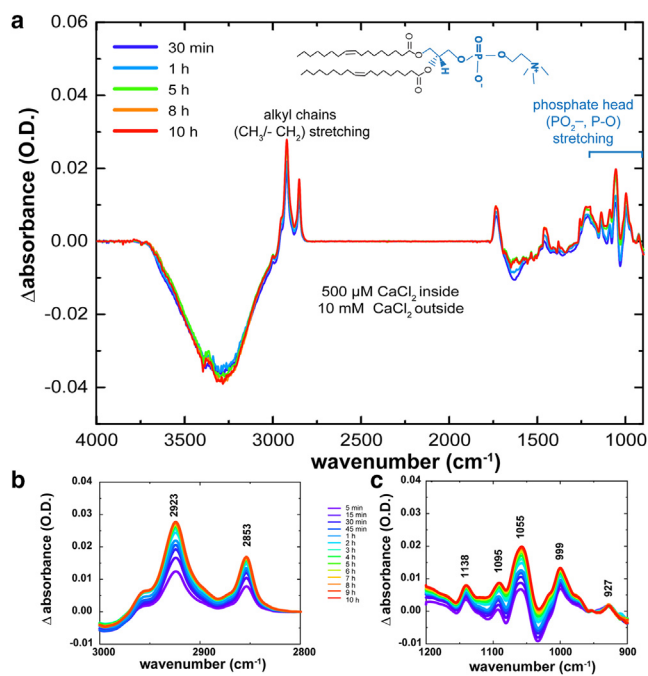 a
0.06
0.04
0.02
0.00
-0.02
-0.04
Δabsorbance (O.D.)
30 min
1 h
5 h
8 h
10 h
O
O
O
O
H
O
O
P
O
O-
N+
alkyl chains
(CH3/- CH2) stretching
phosphate head
(PO2–, P-O)
stretching
500 µM CaCl2 inside
10 mM CaCl2 outside
4000 3500 3000 2500 2000 1500 1000
wavenumber (cm-1)
b
0.04
0.03
0.02
0.01
0.00
-0.01
Δ absorbance (O.D.)
2923
2853
3000 2900 2800
wavenumber (cm-1)
5 min
15 min
30 min
45 min
1 h
2 h
3 h
4 h
5 h
6 h
7 h
8 h
9 h
10 h
c
0.04
0.03
0.02
0.01
0.00
-0.01
Δ absorbance (O.D.)
1138
1095
1055
999
927
1200 1100 1000 900
wavenumber (cm-1)